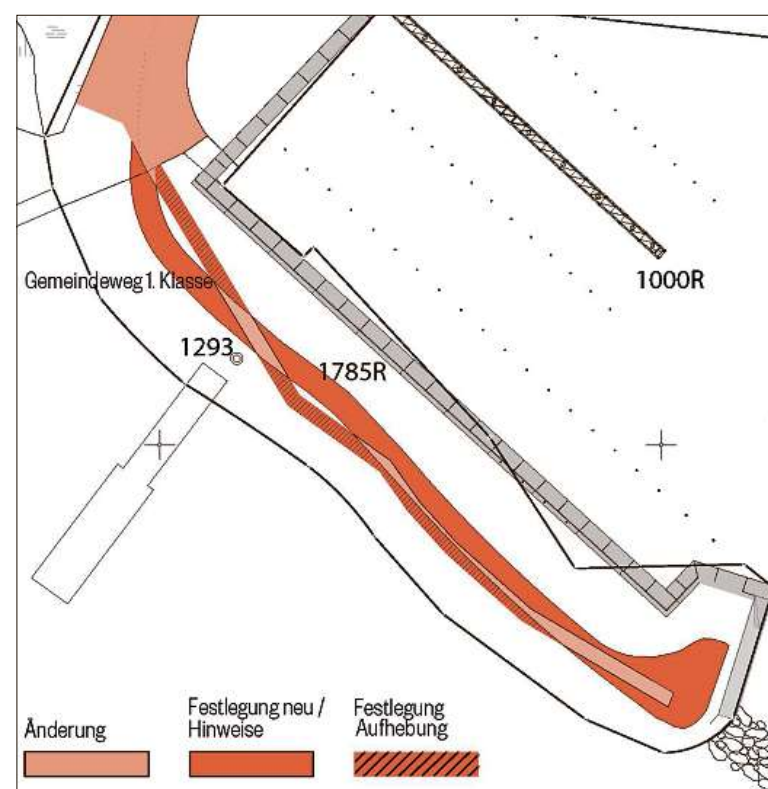 1000R
Gemeindeweg 1. Klasse
1293
1785R
Änderung
Festlegung neu /
Hinweise
Festlegung
Aufhebung